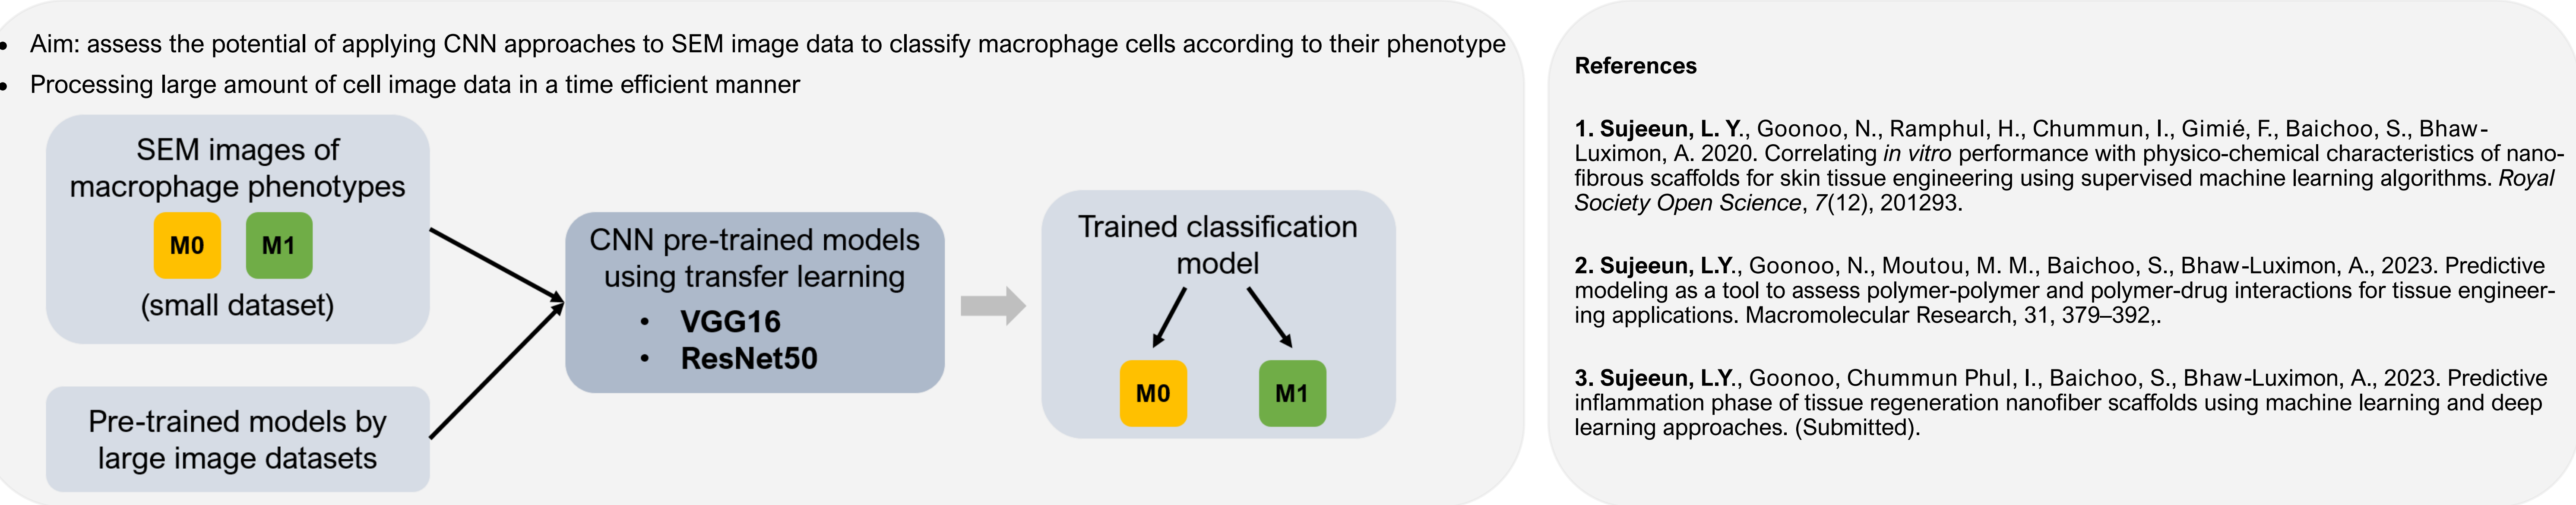 • Aim: assess the potential of applying CNN approaches to SEM image data to classify macrophage cells according to their phenotype
• Processing large amount of cell image data in a time efficient manner
SEM images of
macrophage phenotypes
M0 M1
(small dataset)
Pre-trained models by
large image datasets
CNN pre-trained models
using transfer learning
• VGG16
• ResNet50
Trained classification
model
M0 M1
References
1. Sujeeun, L. Y., Goonoo, N., Ramphul, H., Chummun, I., Gimié, F., Baichoo, S., Bhaw-
Luximon, A. 2020. Correlating in vitro performance with physico-chemical characteristics of nano-
fibrous scaffolds for skin tissue engineering using supervised machine learning algorithms. Royal
Society Open Science, 7(12), 201293.
2. Sujeeun, L.Y., Goonoo, N., Moutou, M. M., Baichoo, S., Bhaw-Luximon, A., 2023. Predictive
modeling as a tool to assess polymer-polymer and polymer-drug interactions for tissue engineer-
ing applications. Macromolecular Research, 31, 379–392,.
3. Sujeeun, L.Y., Goonoo, Chummun Phul, I., Baichoo, S., Bhaw-Luximon, A., 2023. Predictive
inflammation phase of tissue regeneration nanofiber scaffolds using machine learning and deep
learning approaches. (Submitted).